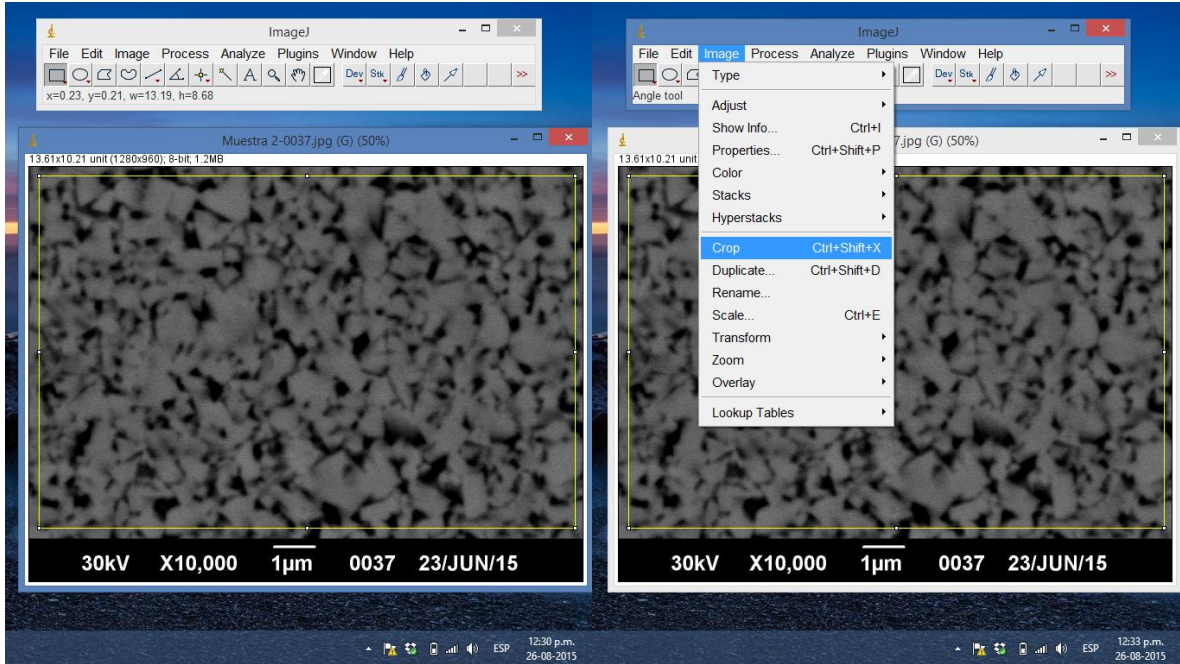 ImageJ
File Edit Image Process Analyze Plugins Window Help
A Dev Stk >>
x=0.23, y=0.21, w=13.19, h=8.68
Muestra 2-0037.jpg (G) (50%)
13.61x10.21 unit (1280x960); 8-bit; 1.2MB
30kV X10,000 1µm 0037 23/JUN/15
ESP 12:30 p.m.
26-08-2015
ImageJ
File Edit Image Process Analyze Plugins Window Help
Dev Stk >>
Angle tool
Type
Adjust
Show Info... Ctrl+I
Properties... Ctrl+Shift+P
Color
Stacks
Hyperstacks
Crop Ctrl+Shift+X
Duplicate... Ctrl+Shift+D
Rename...
Scale... Ctrl+E
Transform
Zoom
Overlay
Lookup Tables
7.jpg (G) (50%)
13.61x10.21 unit
30kV X10,000 1µm 0037 23/JUN/15
ESP 12:33 p.m.
26-08-2015